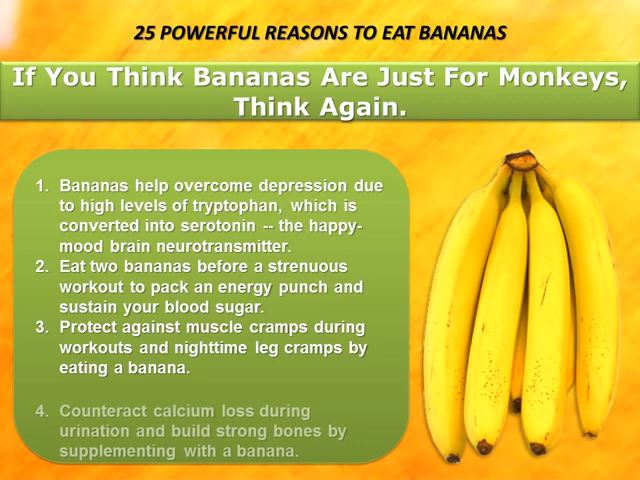 25 POWERFUL REASONS TO EAT BANANAS
If You Think Bananas Are Just For Monkeys,
Think Again.
1. Bananas help overcome depression due
to high levels of tryptophan, which is
converted into serotonin -- the happy-
mood brain neurotransmitter.
2. Eat two bananas before a strenuous
workout to pack an energy punch and
sustain your blood sugar.
3. Protect against muscle cramps during
workouts and nighttime leg cramps by
eating a banana.
4. Counteract calcium loss during
urination and build strong bones by
supplementing with a banana.